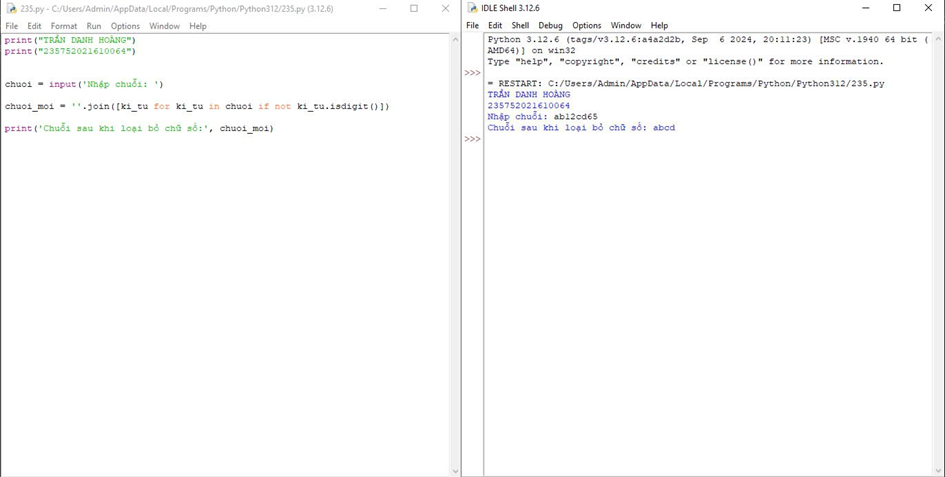 235.py - C:/Users/Admin/AppData/Local/Programs/Python/Python312/235.py (3.12.6)
File Edit Format Run Options Window Help
print("TRẦN DANH HOÀNG")
print("235752021610064")
chuoi = input('Nhập chuỗi: ')
chuoi_moi = ''.join([ki_tu for ki_tu in chuoi if not ki_tu.isdigit()])
print('Chuỗi sau khi loại bỏ chữ số:', chuoi_moi)
IDLE Shell 3.12.6
File Edit Shell Debug Options Window Help
Python 3.12.6 (tags/v3.12.6:a4a2d2b, Sep  6 2024, 20:11:23) [MSC v.1940 64 bit (
AMD64)] on win32
Type "help", "copyright", "credits" or "license()" for more information.
>>>
= RESTART: C:/Users/Admin/AppData/Local/Programs/Python/Python312/235.py
TRẦN DANH HOÀNG
235752021610064
Nhập chuỗi: ab12cd65
Chuỗi sau khi loại bỏ chữ số: abcd
>>>